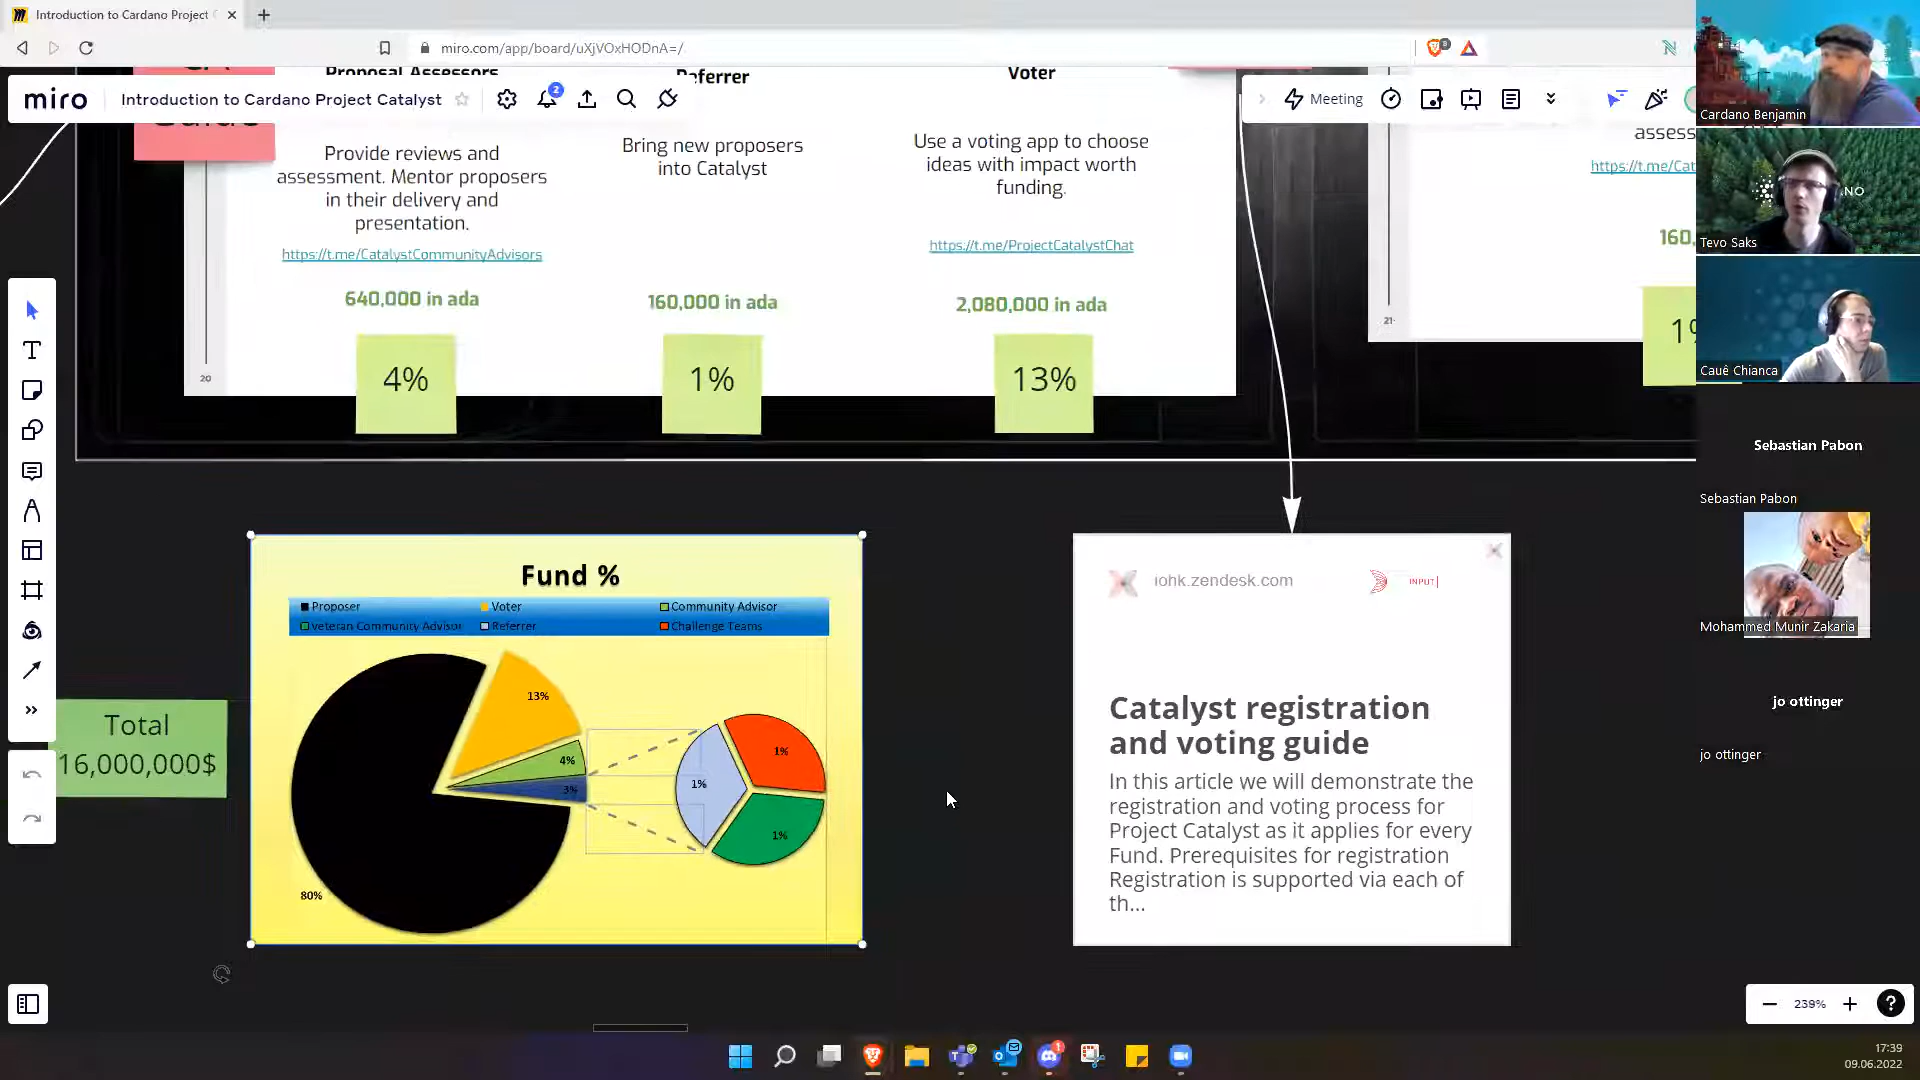 Introduction to Cardano Project
miro.com/app/board/uXjVOxHODnA=/
miro
Introduction to Cardano Project Catalyst
2
Meeting
Guide
Proposal Assessors
Referrer
Voter
Provide reviews and
assessment. Mentor proposers
in their delivery and
presentation.
https://t.me/CatalystCommunityAdvisors
640,000 in ada
4%
Bring new proposers
into Catalyst
160,000 in ada
1%
Use a voting app to choose
ideas with impact worth
funding.
https://t.me/ProjectCatalystChat
2,080,000 in ada
13%
20
21
https://t.me/Cat
160,
Fund %
Proposer
Voter
Community Advisor
Veteran Community Advisor
Referrer
Challenge Teams
13%
4%
3%
80%
1%
1%
1%
Total
16,000,000$
iohk.zendesk.com
INPUT
Catalyst registration
and voting guide
In this article we will demonstrate the
registration and voting process for
Project Catalyst as it applies for every
Fund. Prerequisites for registration
Registration is supported via each of
th...
Cardano Benjamin
NO
Tevo Saks
Cauê Chianca
Sebastian Pabon
Sebastian Pabon
Mohammed Munir Zakaria
jo ottinger
jo ottinger
239%
17:39
09.06.2022